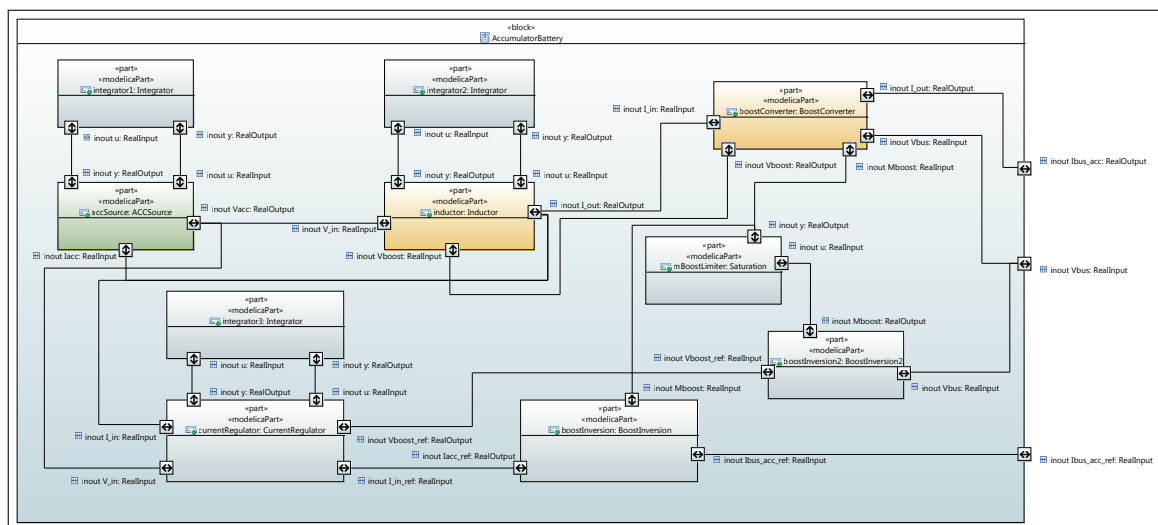 «block»
AccumulatorBattery
«part»
«modelicaPart»
integrator1: Integrator
inout u: RealInput
inout y: RealOutput
inout y: RealOutput
inout u: RealInput
«part»
«modelicaPart»
accSource: ACCSource
inout Vacc: RealOutput
inout Iacc: RealInput
«part»
«modelicaPart»
integrator2: Integrator
inout u: RealInput
inout y: RealOutput
inout y: RealOutput
inout u: RealInput
«part»
«modelicaPart»
inductor: Inductor
inout I_out: RealOutput
inout V_in: RealInput
inout Vboost: RealInput
«part»
«modelicaPart»
boostConverter: BoostConverter
inout I_in: RealInput
inout I_out: RealOutput
inout Vbus: RealInput
inout Vboost: RealOutput
inout Mboost: RealInput
inout Ibus_acc: RealOutput
inout y: RealOutput
«part»
«modelicaPart»
mBoostLimiter: Saturation
inout u: RealInput
inout Vbus: RealInput
«part»
«modelicaPart»
integrator3: Integrator
inout u: RealInput
inout y: RealOutput
inout y: RealOutput
inout u: RealInput
inout Mboost: RealOutput
«part»
«modelicaPart»
boostInversion2: BoostInversion2
inout Vboost_ref: RealInput
inout Vbus: RealInput
«part»
«modelicaPart»
currentRegulator: CurrentRegulator
inout I_in: RealInput
inout Vboost_ref: RealOutput
inout V_in: RealInput
inout I_in_ref: RealInput
inout Mboost: RealInput
«part»
«modelicaPart»
boostInversion: BoostInversion
inout Iacc_ref: RealOutput
inout Ibus_acc_ref: RealInput
inout Ibus_acc_ref: RealInput